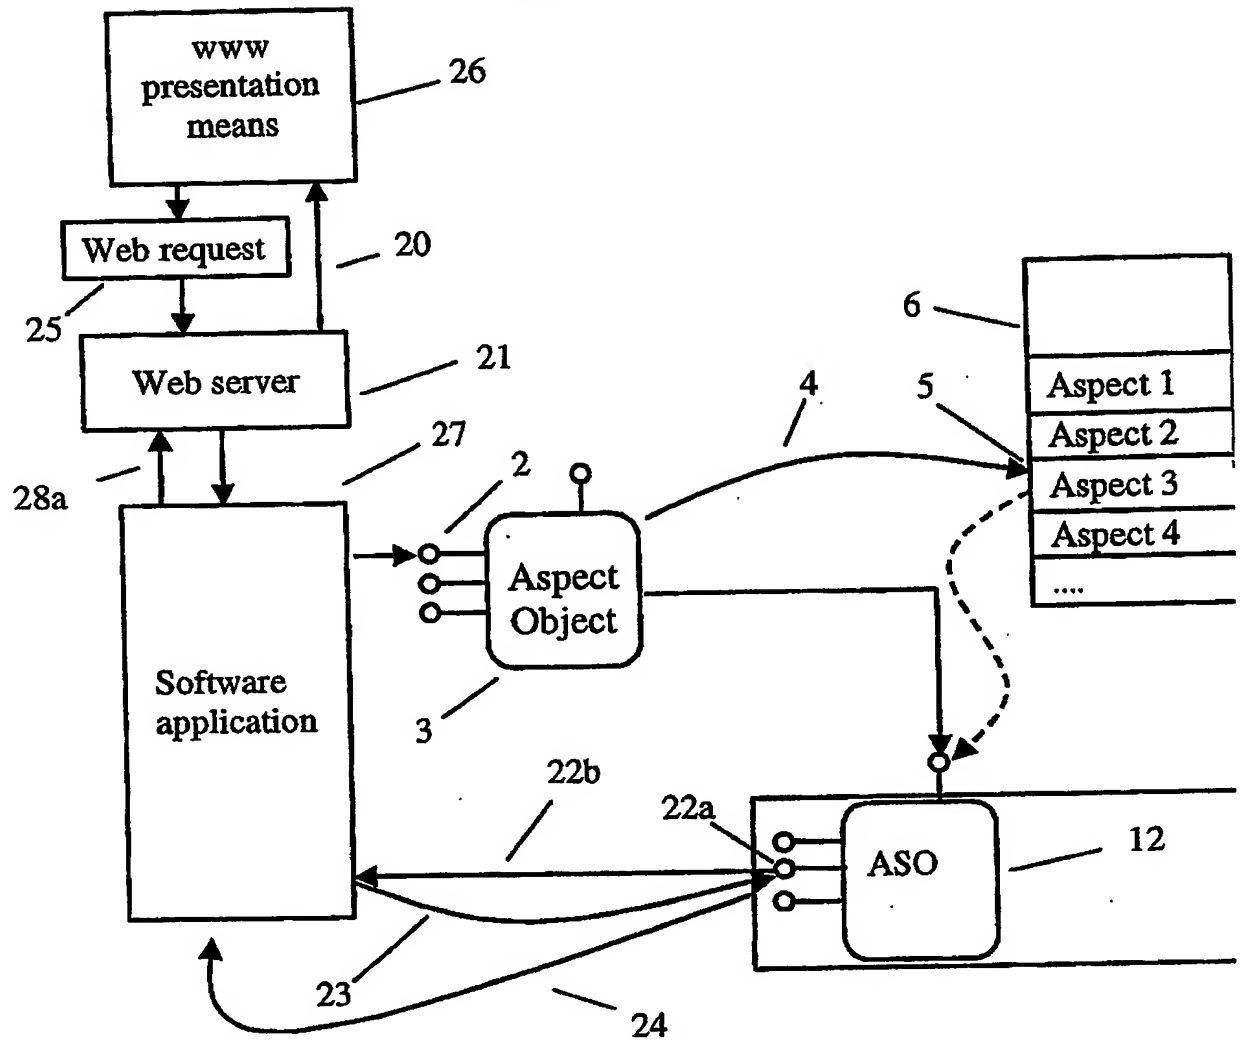 www
presentation
means
26
Web request
20
25
Web server
21
6
Aspect 1
Aspect 2
Aspect 3
Aspect 4
....
5
4
27
28a
2
Aspect
Object
3
Software
application
22b
22a
ASO
12
23
24